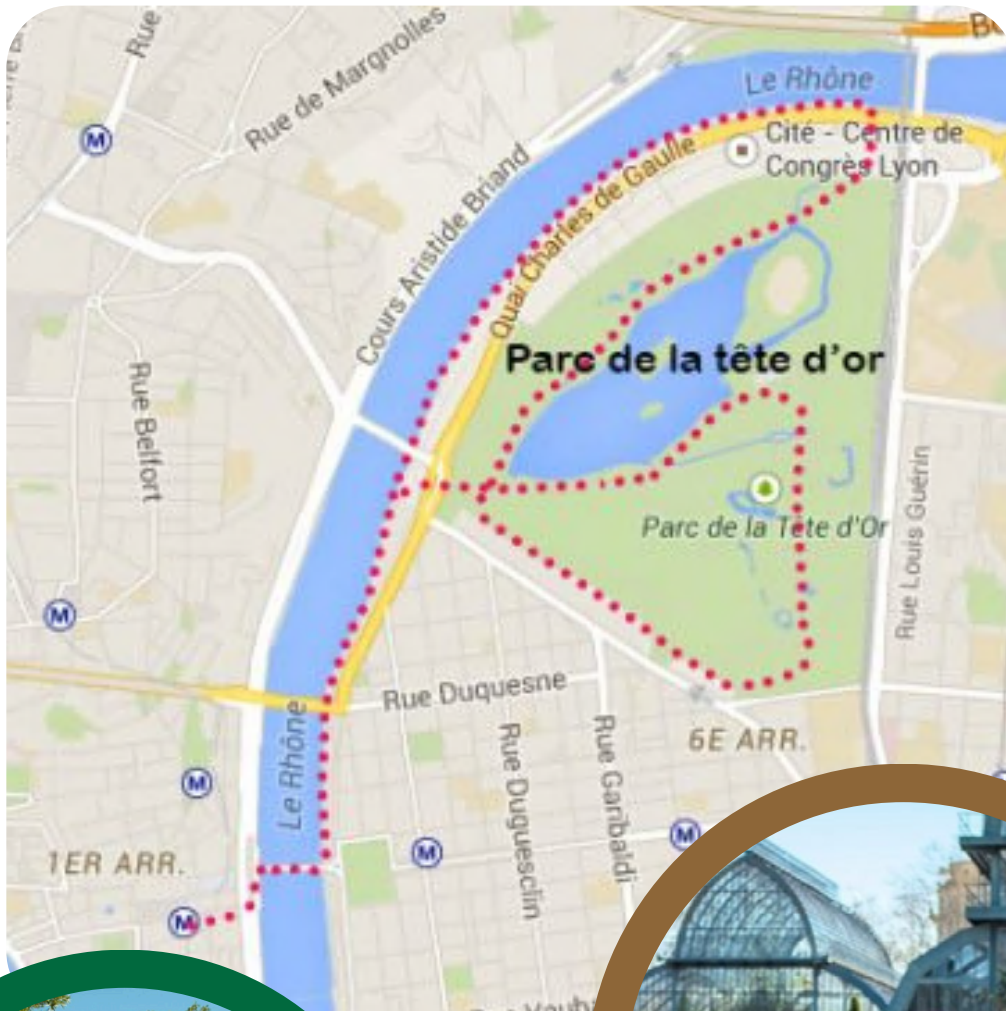 Rue
Rue de Margnolles
Le Rhône
M
Cité - Centre de
Congrès Lyon
Cours Aristide Briand
Quai Charles de Gaulle
Parc de la tête d'or
Rue Belfort
Parc de la Tête d'Or
Rue Louis Guérin
M
Rue Duquesne
Le Rhône
Rue Duguesclin
Rue Garibaldi
6E ARR.
M
M
M
1ER ARR.
M